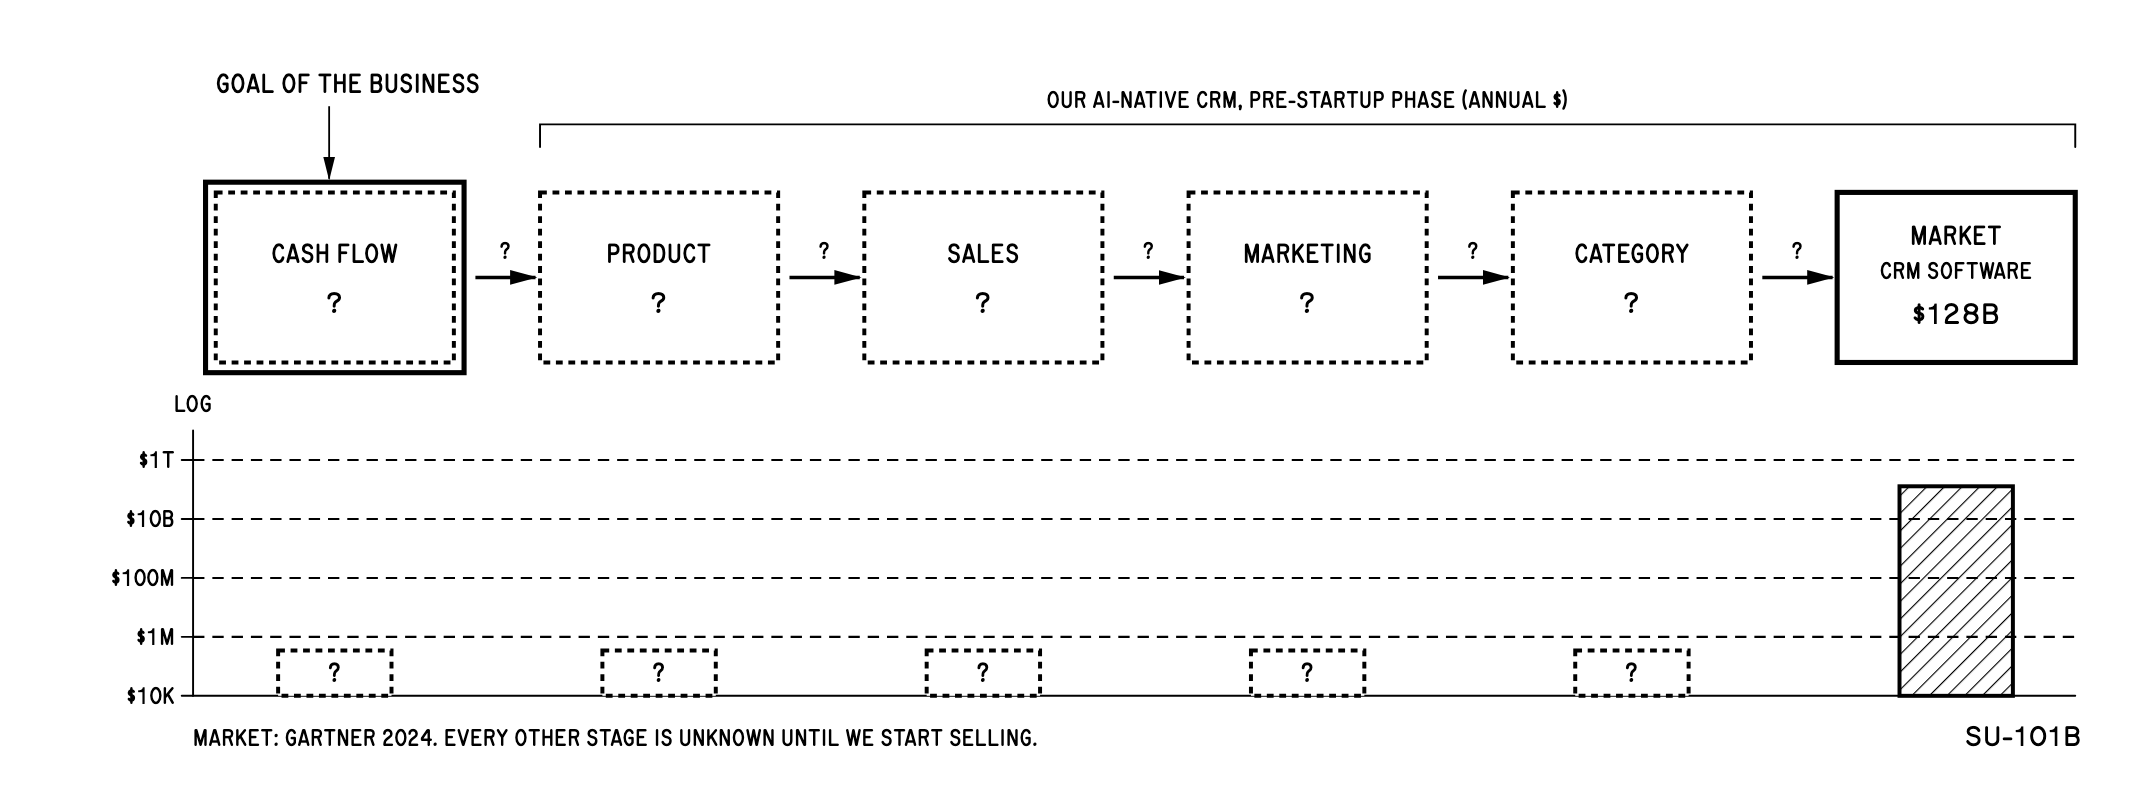 GOAL OF THE BUSINESS
OUR AI-NATIVE CRM, PRE-STARTUP PHASE (ANNUAL $)
CASH FLOW
?
?
PRODUCT
?
?
SALES
?
?
MARKETING
?
?
CATEGORY
?
?
MARKET
CRM SOFTWARE
$128B
LOG
$1T
$10B
$100M
$1M
$10K
?
?
?
?
?
MARKET: GARTNER 2024. EVERY OTHER STAGE IS UNKNOWN UNTIL WE START SELLING.
SU-101B